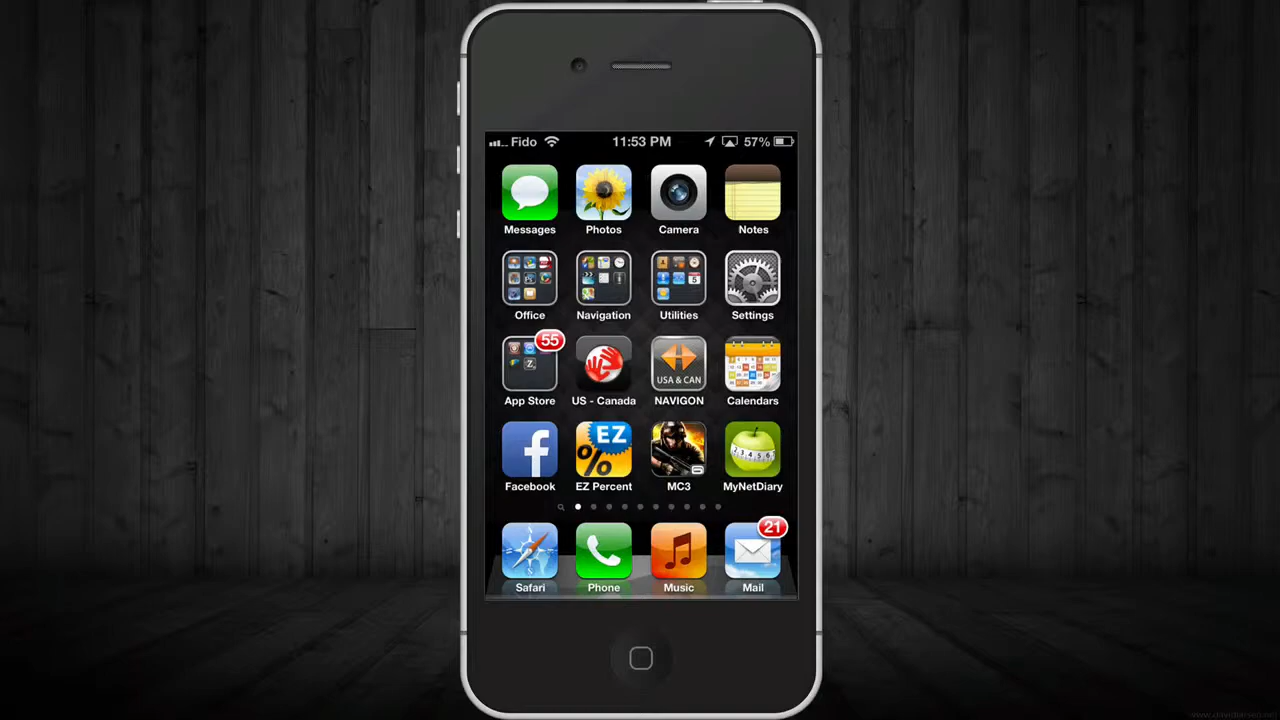 Fido 11:53 PM 57%
Messages Photos Camera Notes
Office Navigation Utilities Settings
55
App Store US - Canada NAVIGON Calendars
USA & CAN
EZ
%
Facebook EZ Percent MC3 MyNetDiary
21
Safari Phone Music Mail